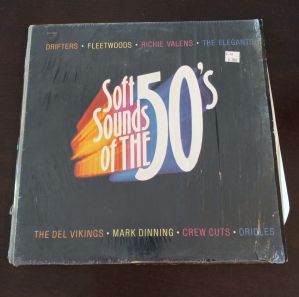 DRIFTERS • FLEETWOODS • RICHIE VALENS • THE ELEGANTS
Soft
Sounds
of THE
50's
THE DEL VIKINGS • MARK DINNING • CREW CUTS • ORIOLES